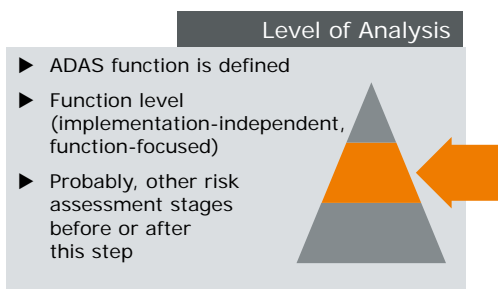 Level of Analysis
▶ ADAS function is defined
▶ Function level
(implementation-independent,
function-focused)
▶ Probably, other risk
assessment stages
before or after
this step